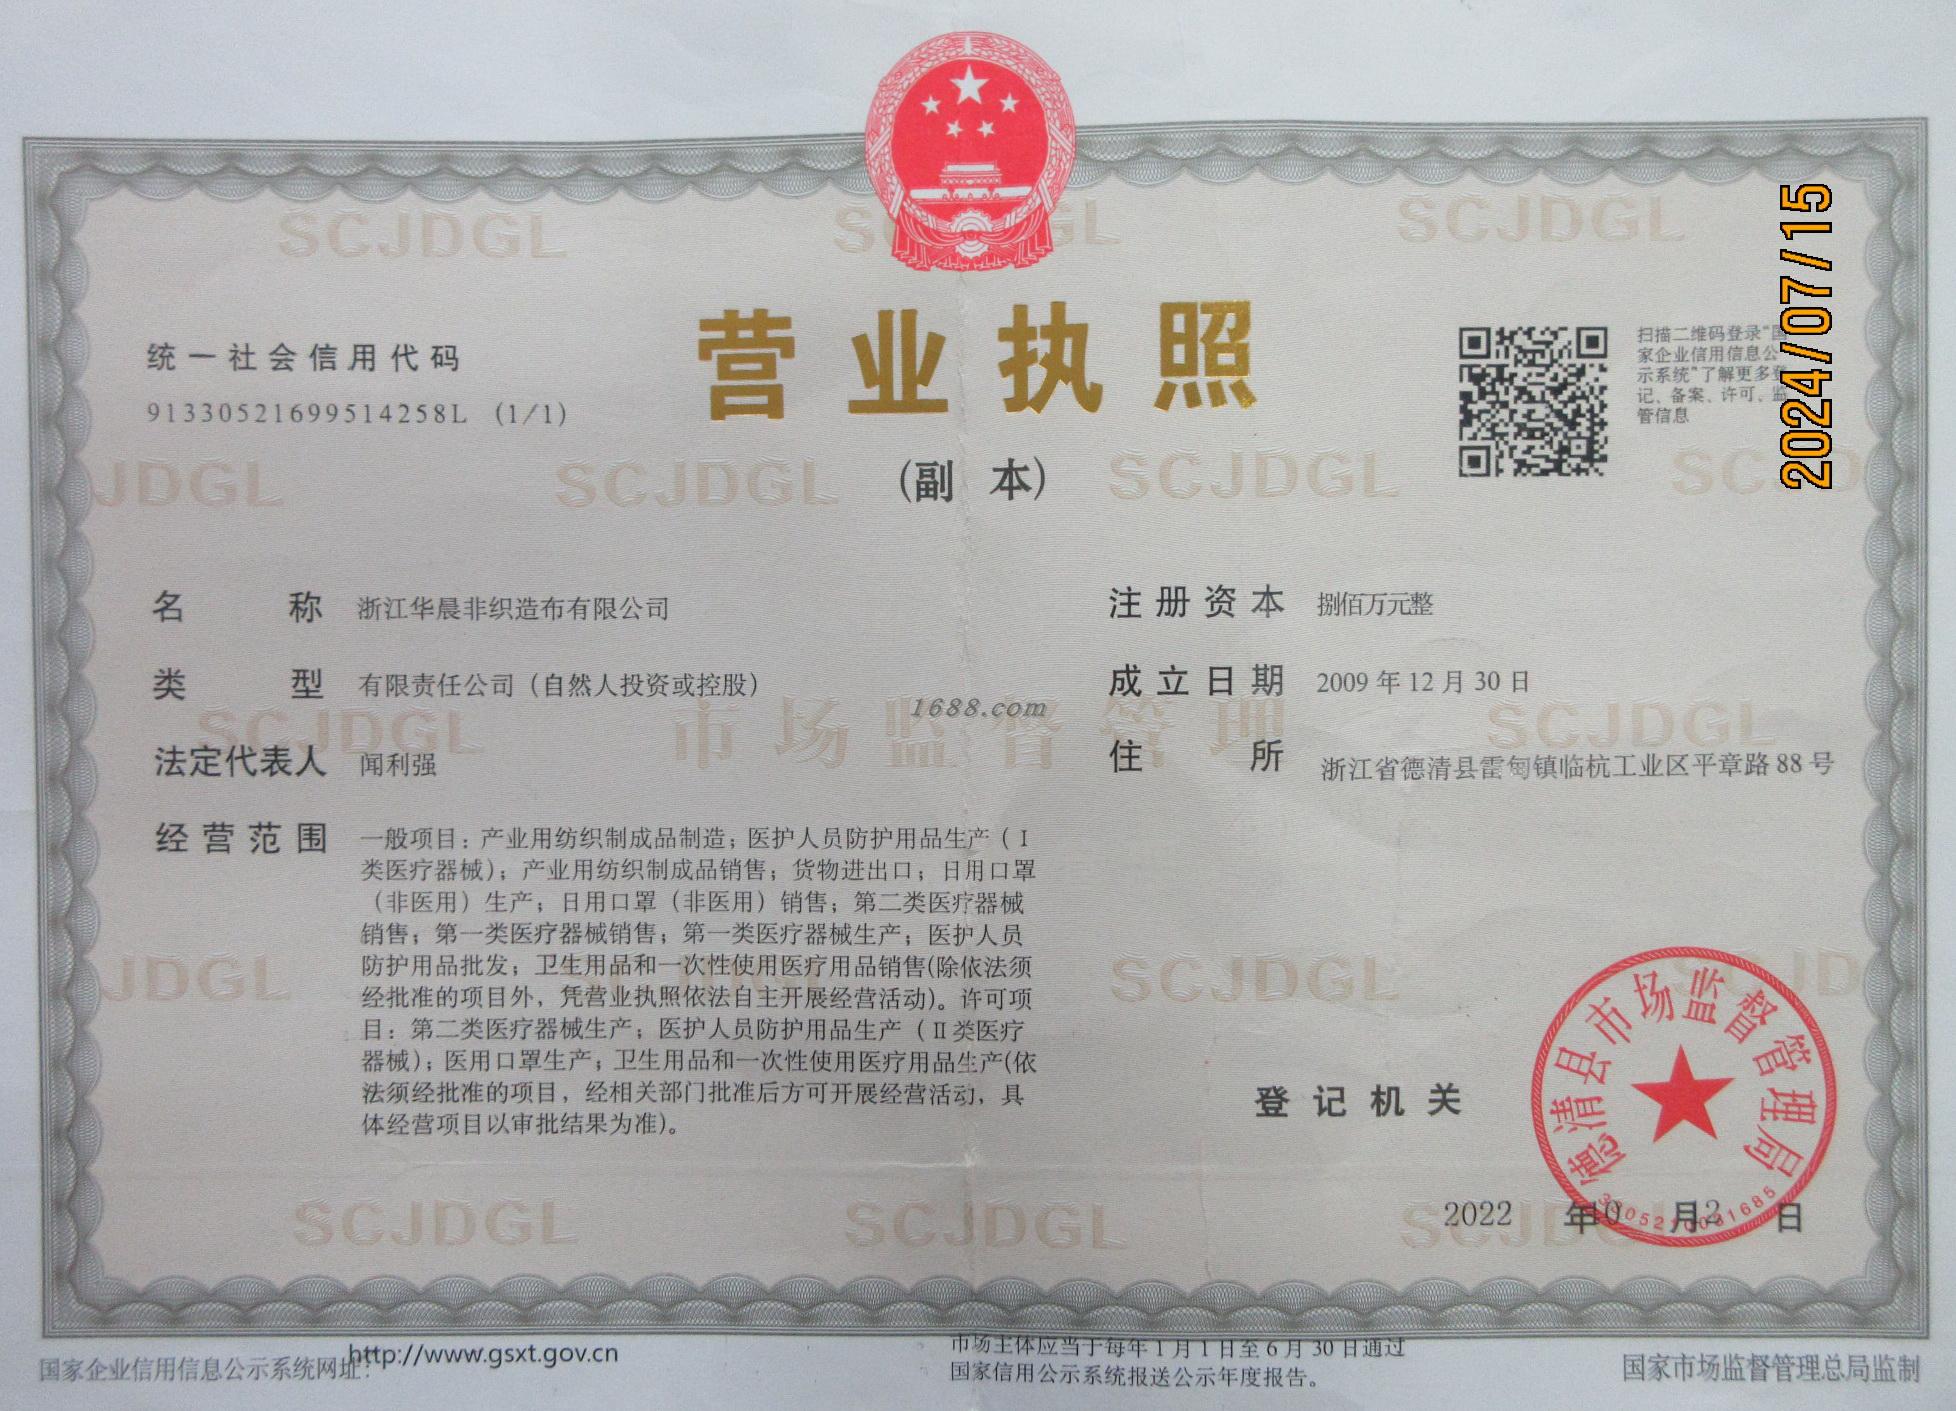 营业执照
(副 本)
统一社会信用代码
91330521699514258L (1/1)
扫描二维码登录“国
家企业信用信息公
示系统”了解更多登
记、备案、许可、监
管信息
2024/07/15
名 称 浙江华晨非织造布有限公司
类 型 有限责任公司（自然人投资或控股）
法定代表人 闻利强
经营范围 一般项目：产业用纺织制成品制造；医护人员防护用品生产（Ⅰ
类医疗器械）；产业用纺织制成品销售；货物进出口；日用口罩
（非医用）生产；日用口罩（非医用）销售；第二类医疗器械
销售；第一类医疗器械销售；第一类医疗器械生产；医护人员
防护用品批发；卫生用品和一次性使用医疗用品销售(除依法须
经批准的项目外，凭营业执照依法自主开展经营活动)。许可项
目：第二类医疗器械生产；医护人员防护用品生产（Ⅱ类医疗
器械）；医用口罩生产；卫生用品和一次性使用医疗用品生产(依
法须经批准的项目，经相关部门批准后方可开展经营活动，具
体经营项目以审批结果为准)。
注册资本 捌佰万元整
成立日期 2009 年 12 月 30 日
住 所 浙江省德清县雷甸镇临杭工业区平章路 88 号
1688.com
市场监督管理
SCJDGL SCJDGL SCJDGL
登记机关
德清县市场监督管理局
2022 年10 月2 日
国家企业信用信息公示系统网址：http://www.gsxt.gov.cn
市场主体应当于每年 1 月 1 日至 6 月 30 日通过
国家信用公示系统报送公示年度报告。
国家市场监督管理总局监制